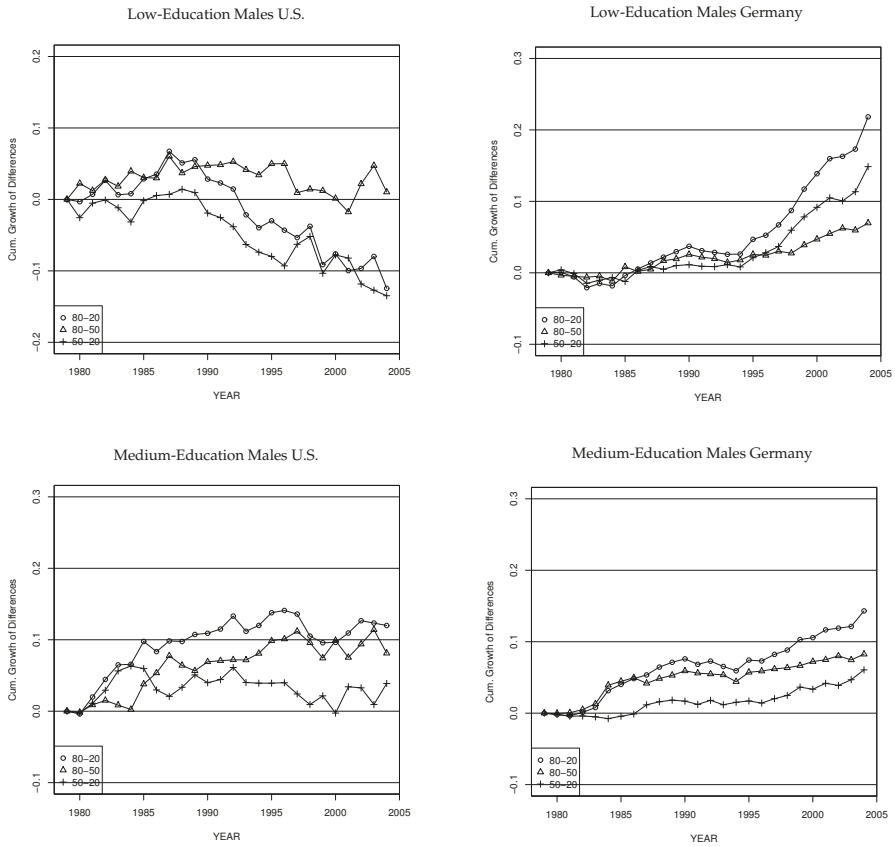 Low-Education Males U.S.
Cum. Growth of Differences
0.2
0.1
0.0
−0.1
−0.2
80−20
80−50
50−20
1980 1985 1990 1995 2000 2005
YEAR
Low-Education Males Germany
Cum. Growth of Differences
0.3
0.2
0.1
0.0
−0.1
80−20
80−50
50−20
1980 1985 1990 1995 2000 2005
YEAR
Medium-Education Males U.S.
Cum. Growth of Differences
0.3
0.2
0.1
0.0
−0.1
80−20
80−50
50−20
1980 1985 1990 1995 2000 2005
YEAR
Medium-Education Males Germany
Cum. Growth of Differences
0.3
0.2
0.1
0.0
−0.1
80−20
80−50
50−20
1980 1985 1990 1995 2000 2005
YEAR